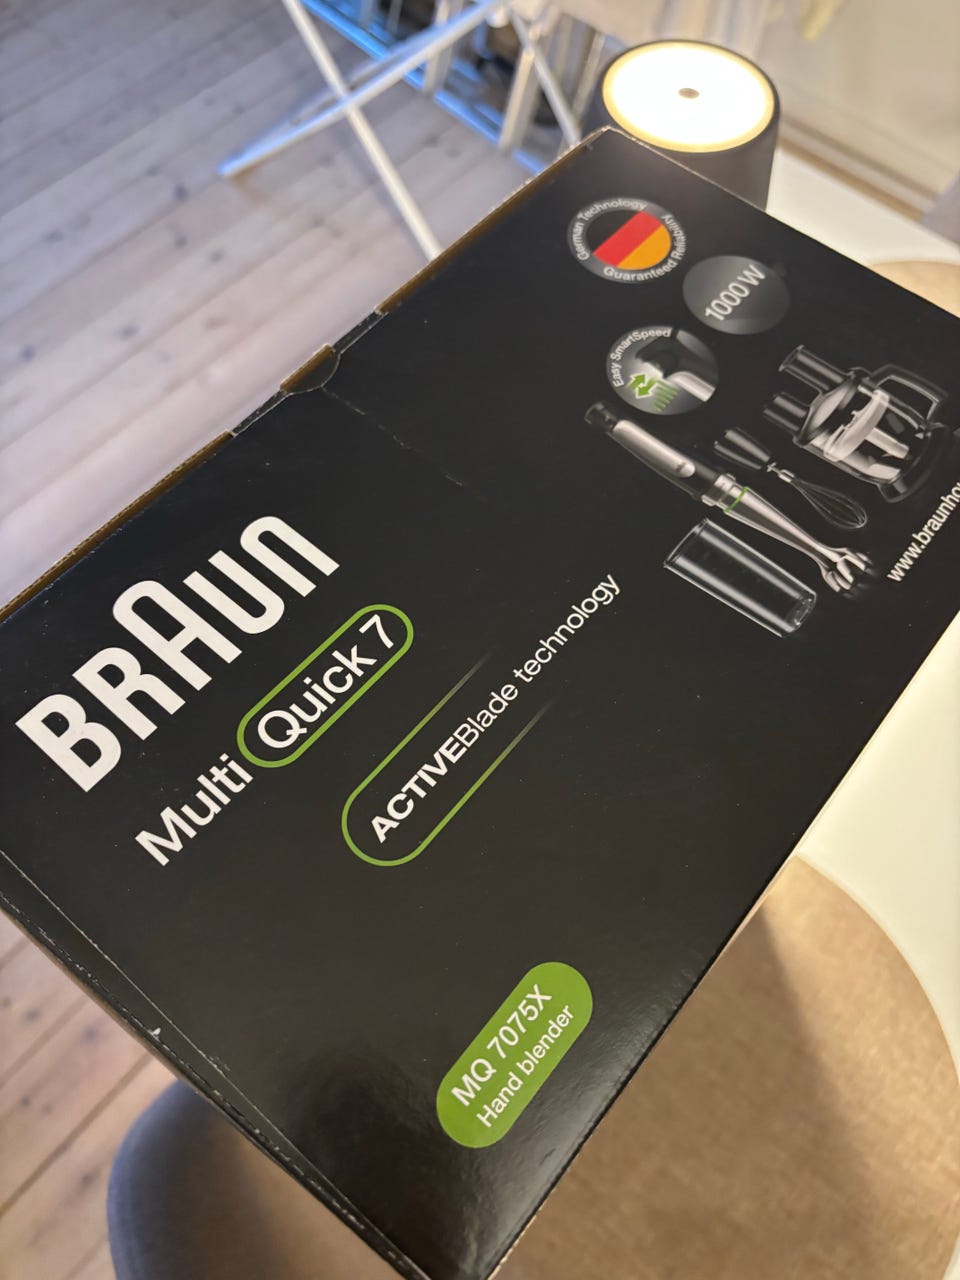 German Technology
Guaranteed Reliability
1000 W
Easy SmartSpeed
BRAUN
Multi Quick 7
ACTIVEBlade technology
MQ 7075X
Hand blender